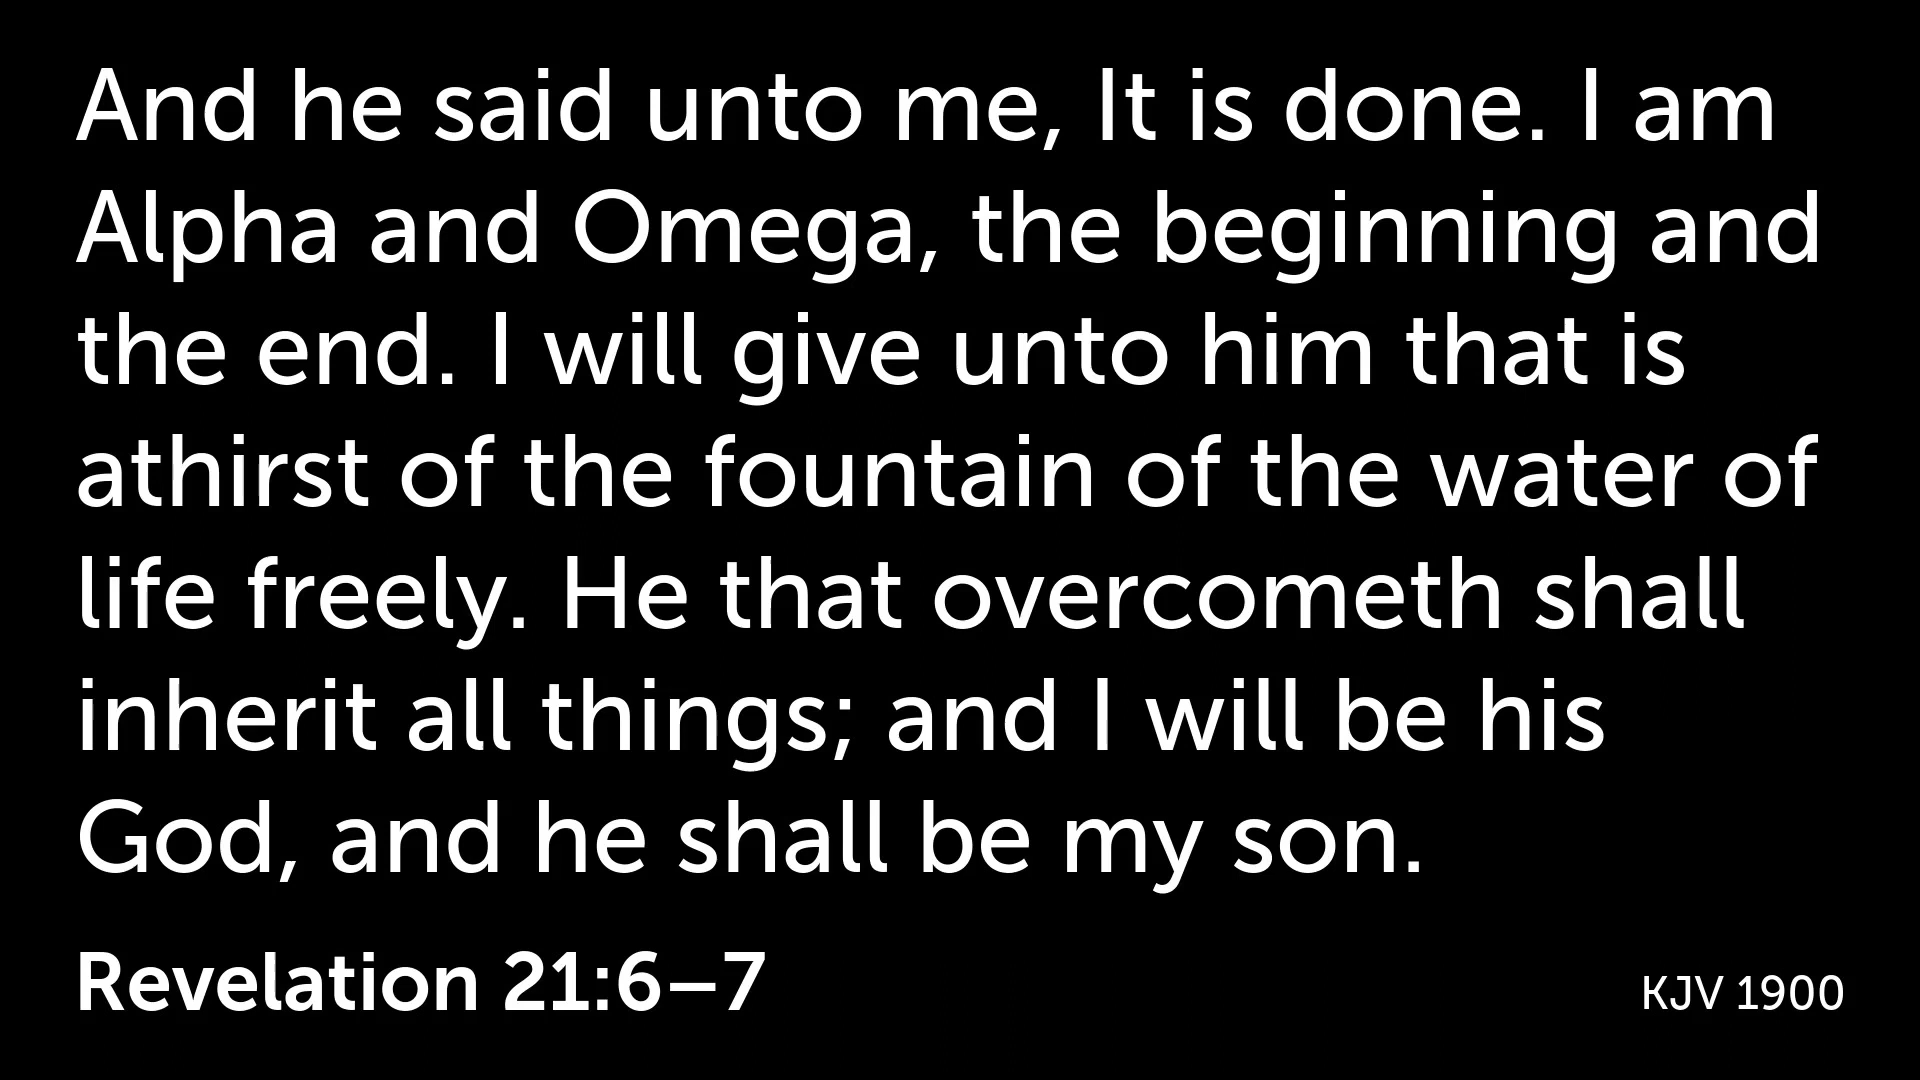 And he said unto me, It is done. I am
Alpha and Omega, the beginning and
the end. I will give unto him that is
athirst of the fountain of the water of
life freely. He that overcometh shall
inherit all things; and I will be his
God, and he shall be my son.
Revelation 21:6–7
KJV 1900